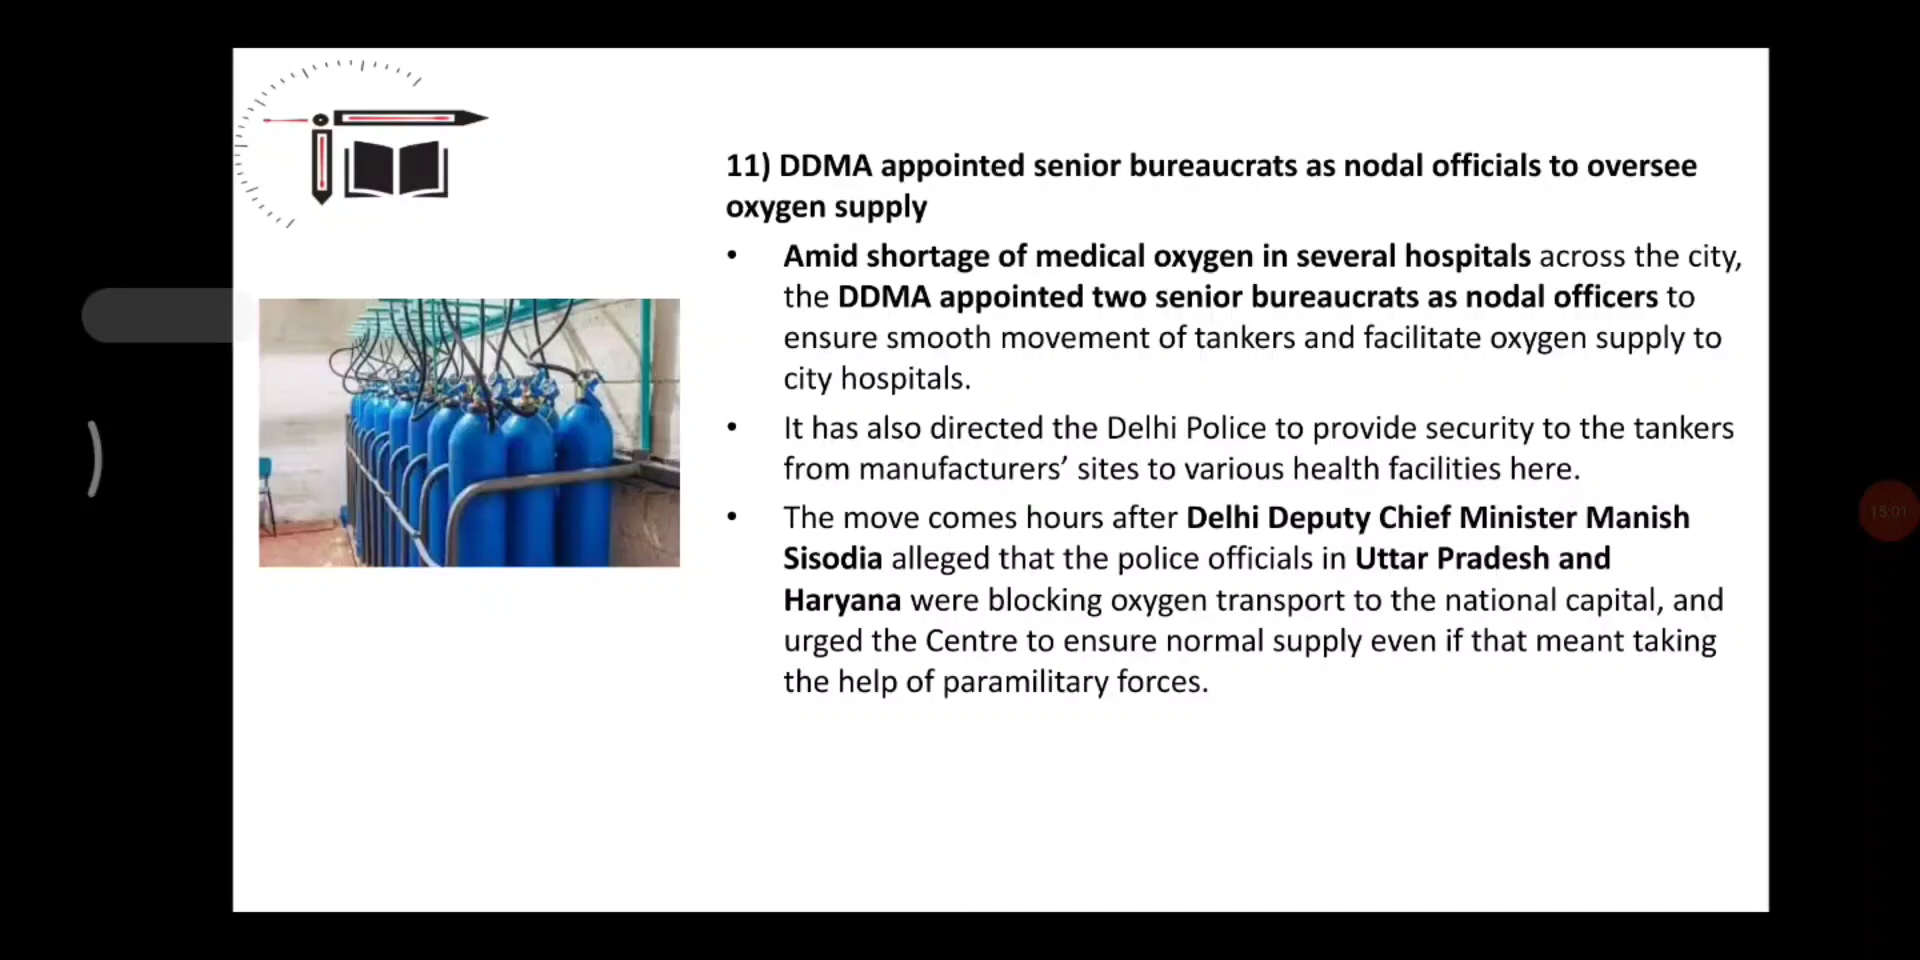 11) DDMA appointed senior bureaucrats as nodal officials to oversee
oxygen supply
• Amid shortage of medical oxygen in several hospitals across the city,
the DDMA appointed two senior bureaucrats as nodal officers to
ensure smooth movement of tankers and facilitate oxygen supply to
city hospitals.
• It has also directed the Delhi Police to provide security to the tankers
from manufacturers’ sites to various health facilities here.
• The move comes hours after Delhi Deputy Chief Minister Manish
Sisodia alleged that the police officials in Uttar Pradesh and
Haryana were blocking oxygen transport to the national capital, and
urged the Centre to ensure normal supply even if that meant taking
the help of paramilitary forces.
15:01